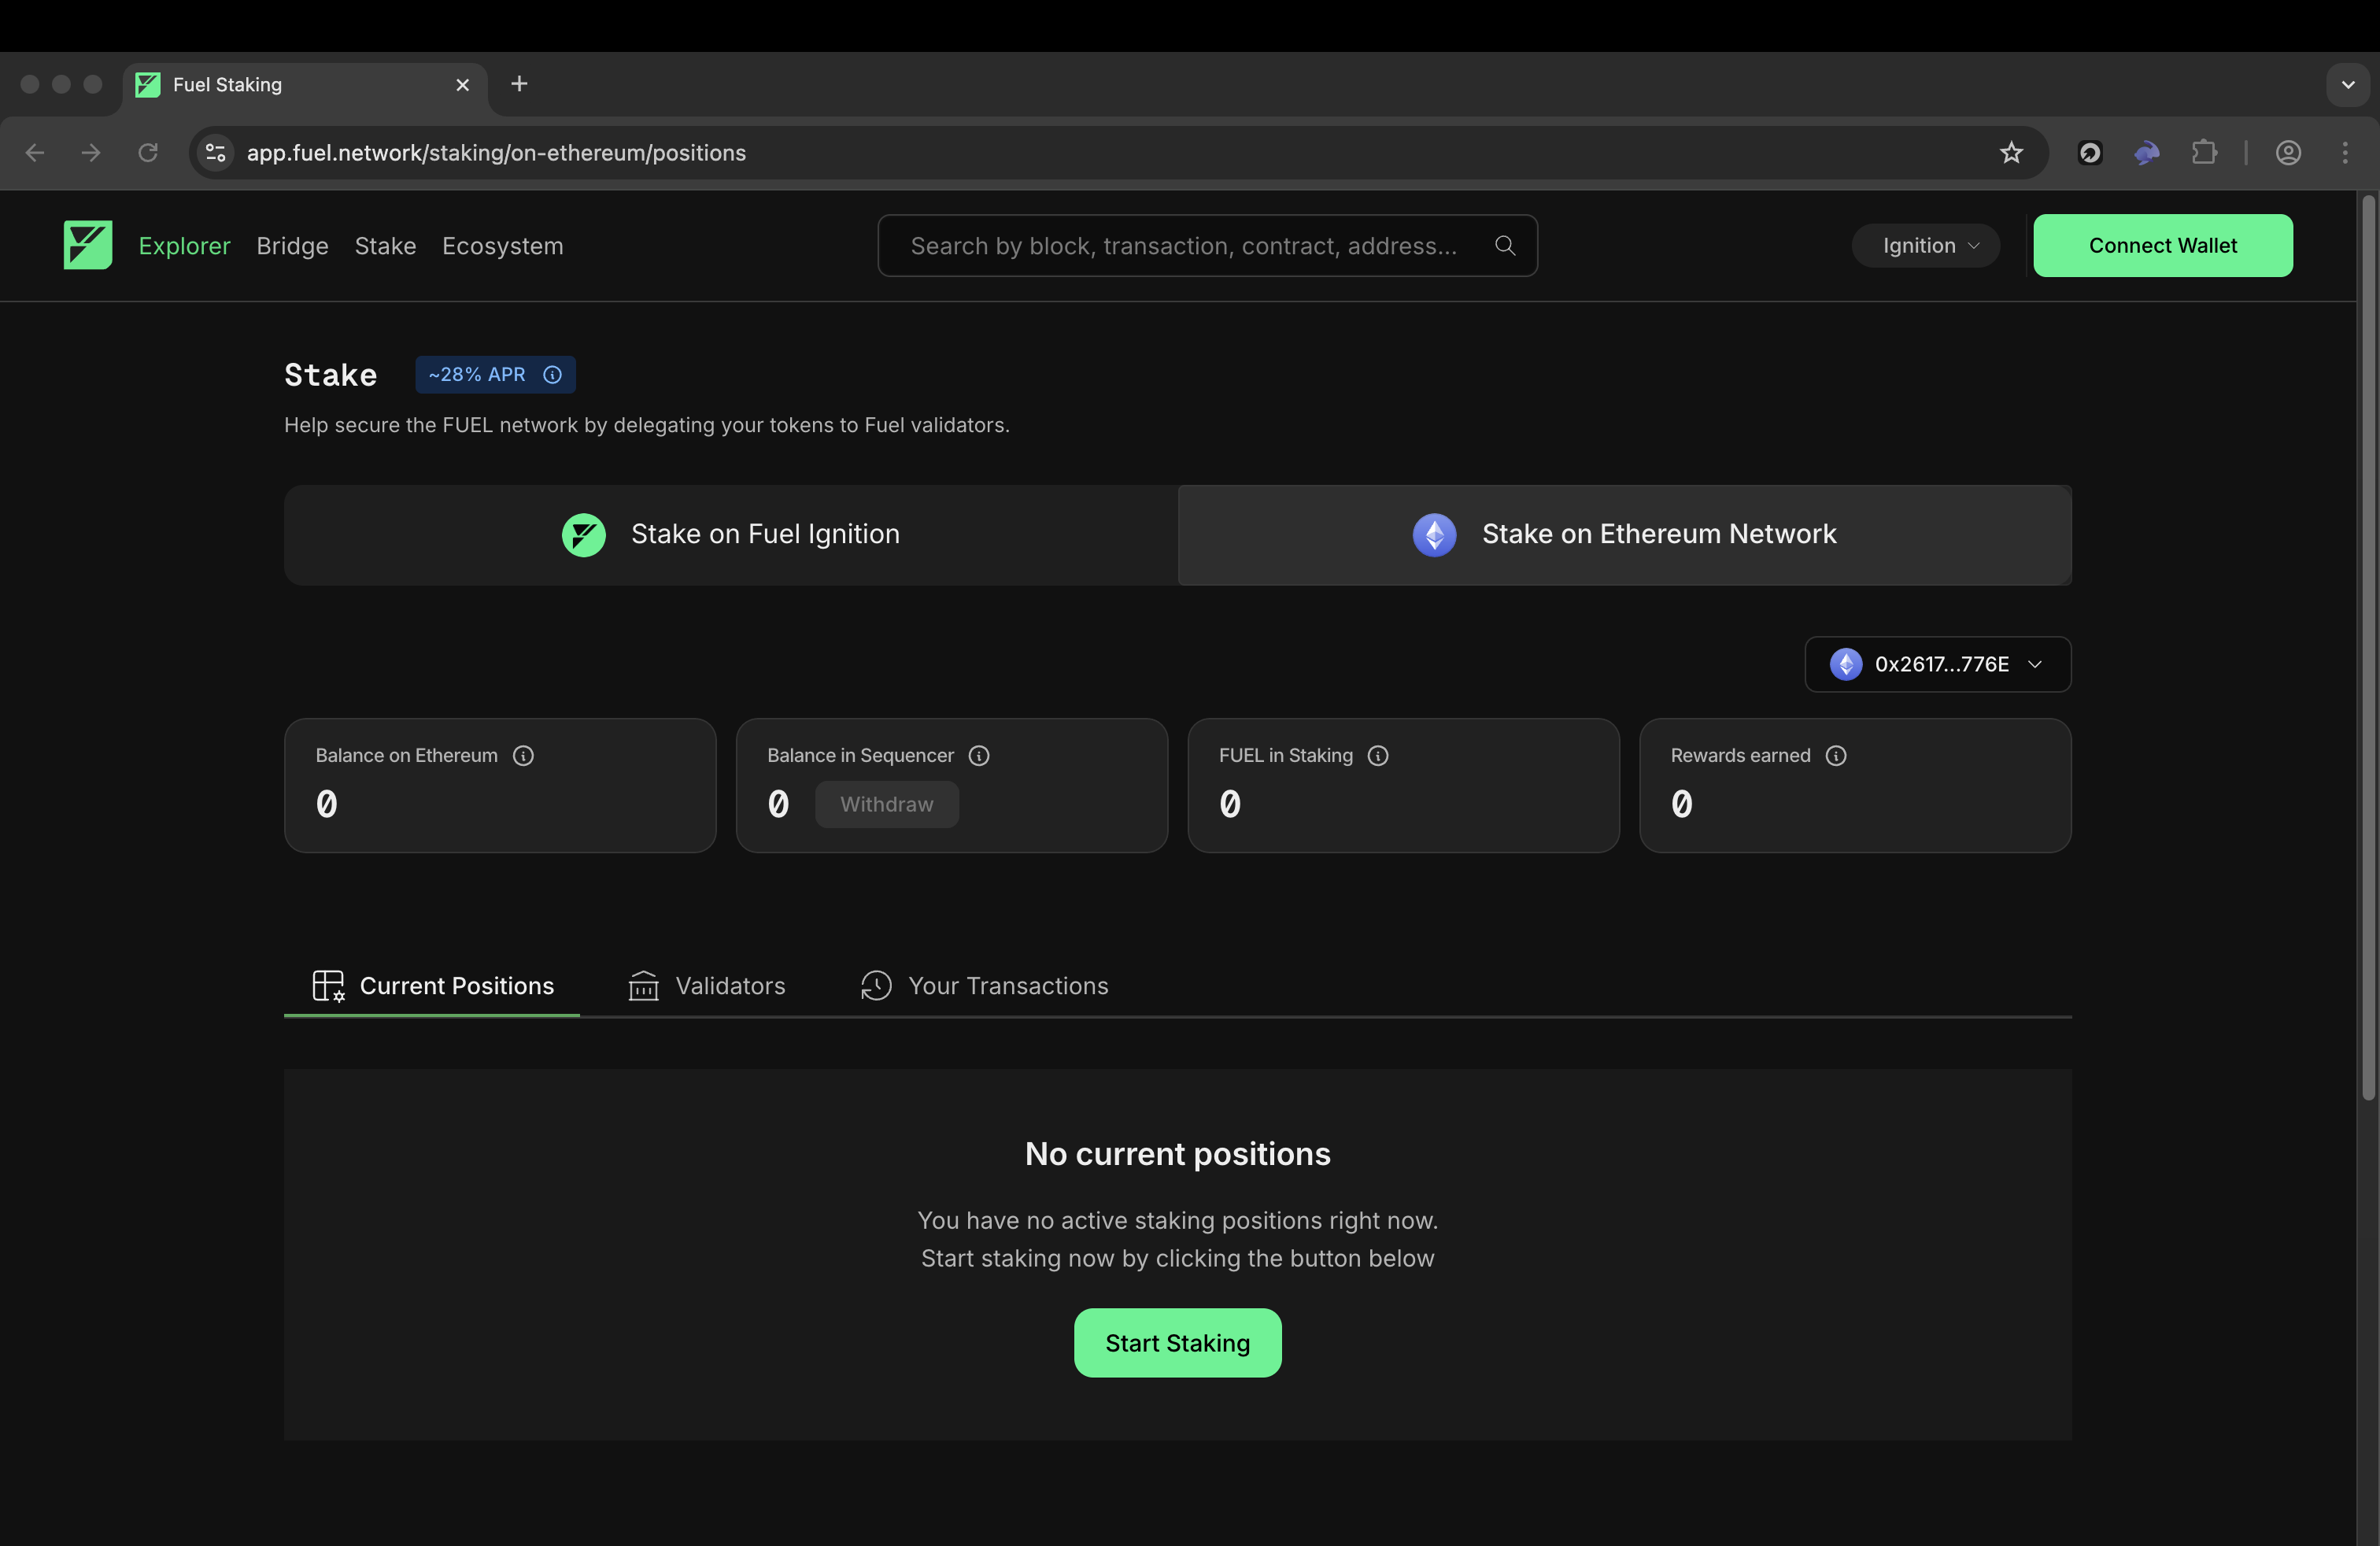 Fuel Staking
app.fuel.network/staking/on-ethereum/positions
Explorer Bridge Stake Ecosystem
Search by block, transaction, contract, address...
Ignition
Connect Wallet
Stake
~28% APR
Help secure the FUEL network by delegating your tokens to Fuel validators.
Stake on Fuel Ignition
Stake on Ethereum Network
0x2617...776E
Balance on Ethereum
0
Balance in Sequencer
0 Withdraw
FUEL in Staking
0
Rewards earned
0
Current Positions
Validators
Your Transactions
No current positions
You have no active staking positions right now.
Start staking now by clicking the button below
Start Staking